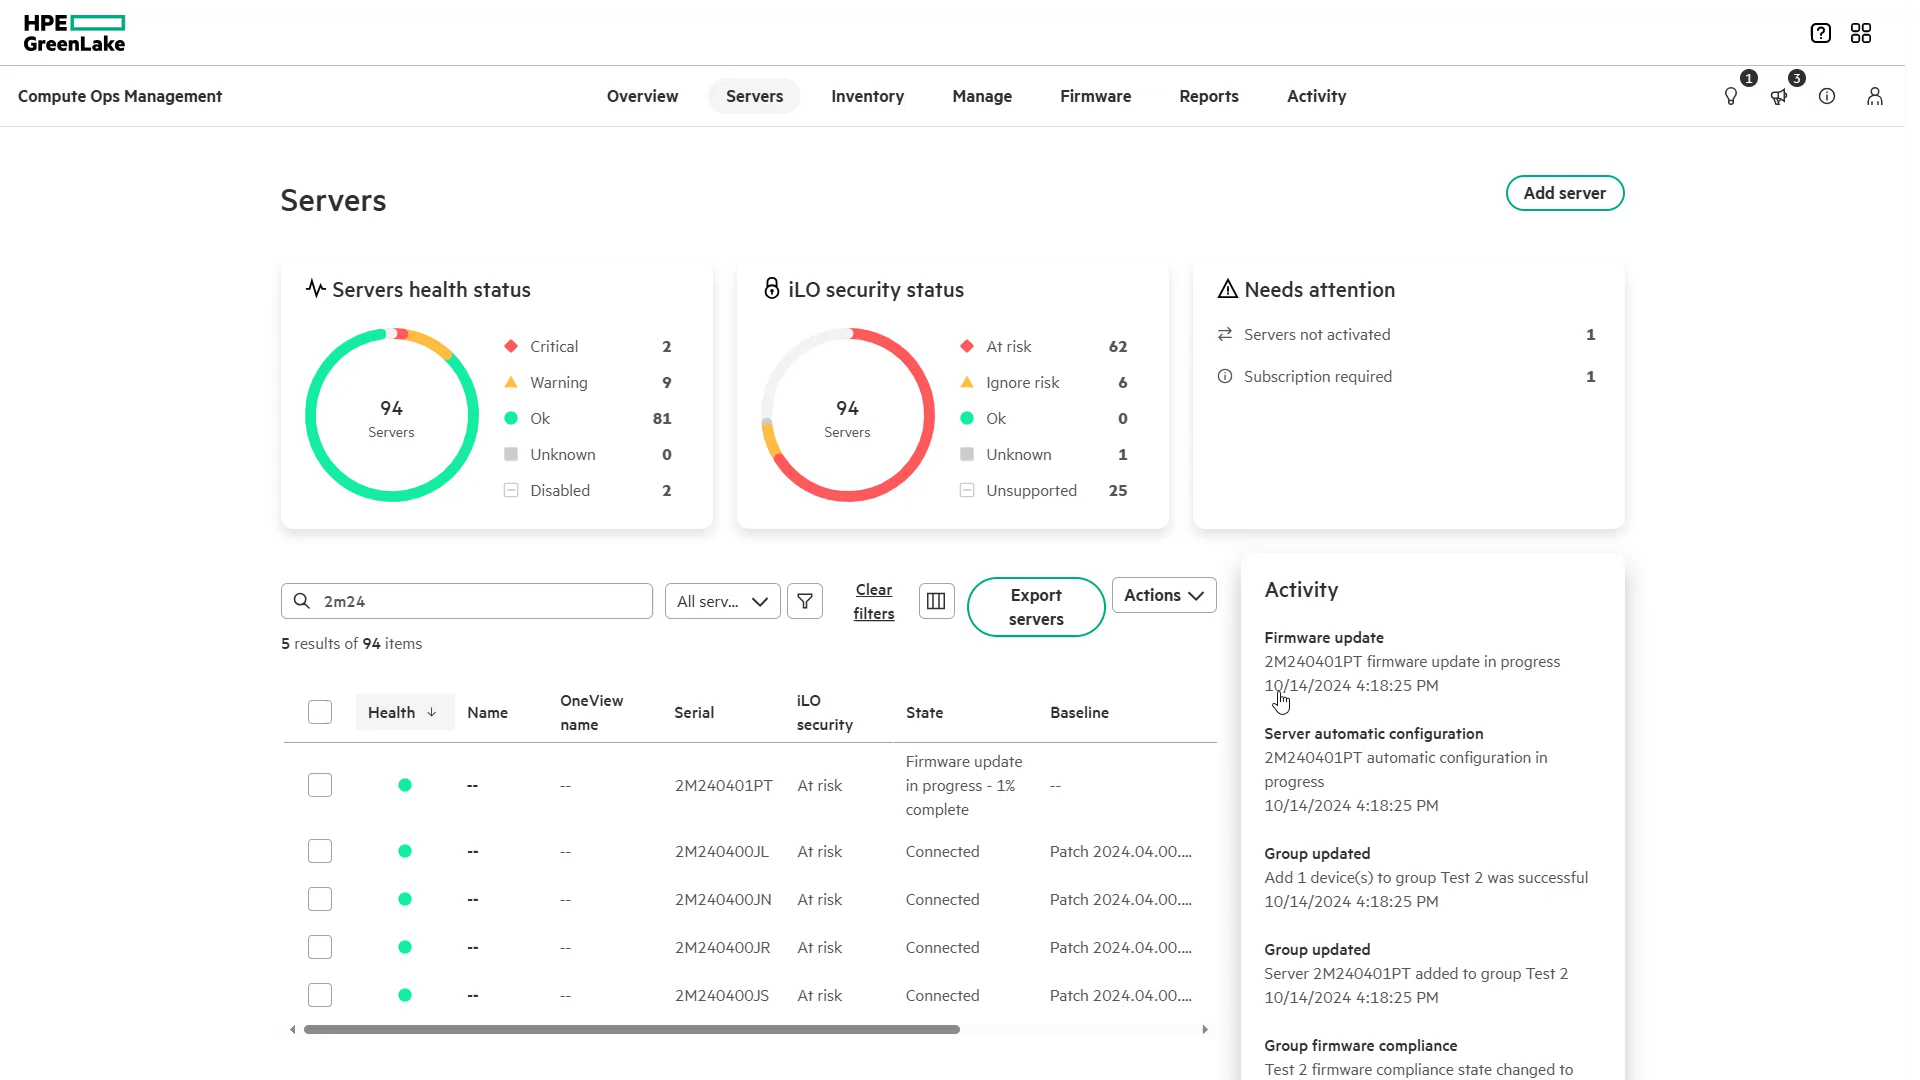 HPE
GreenLake
Compute Ops Management
Overview
Servers
Inventory
Manage
Firmware
Reports
Activity
1
3
Servers
Add server
Servers health status
94
Servers
Critical 2
Warning 9
Ok 81
Unknown 0
Disabled 2
iLO security status
94
Servers
At risk 62
Ignore risk 6
Ok 0
Unknown 1
Unsupported 25
Needs attention
Servers not activated 1
Subscription required 1
2m24
All serv...
Clear
filters
Export
servers
Actions
5 results of 94 items
Health Name OneView name Serial iLO security State Baseline
-- -- 2M240401PT At risk Firmware update in progress - 1% complete --
-- -- 2M240400JL At risk Connected Patch 2024.04.00....
-- -- 2M240400JN At risk Connected Patch 2024.04.00....
-- -- 2M240400JR At risk Connected Patch 2024.04.00....
-- -- 2M240400JS At risk Connected Patch 2024.04.00....
Activity
Firmware update
2M240401PT firmware update in progress
10/14/2024 4:18:25 PM
Server automatic configuration
2M240401PT automatic configuration in
progress
10/14/2024 4:18:25 PM
Group updated
Add 1 device(s) to group Test 2 was successful
10/14/2024 4:18:25 PM
Group updated
Server 2M240401PT added to group Test 2
10/14/2024 4:18:25 PM
Group firmware compliance
Test 2 firmware compliance state changed to